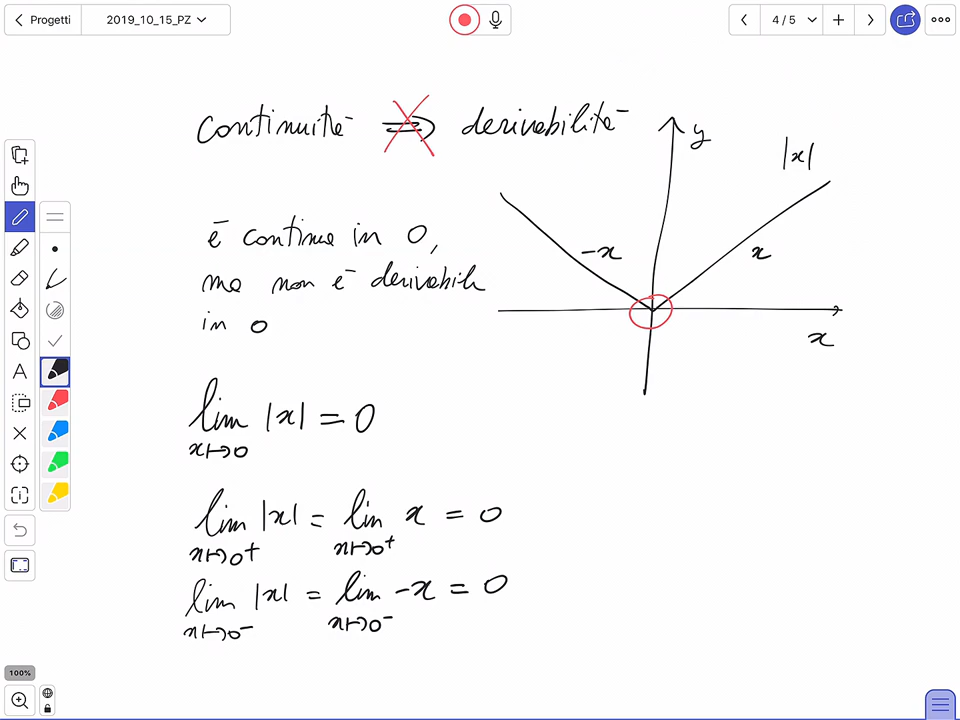 Progetti
2019_10_15_PZ
4 / 5
continuità ⇒ derivabilità
y
|x|
-x
x
x
è continua in 0,
ma non è derivabile
in 0
lim |x| = 0
x↦0
lim |x| = lim x = 0
x↦0⁺ x↦0⁺
lim |x| = lim -x = 0
x↦0⁻ x↦0⁻
A
100%